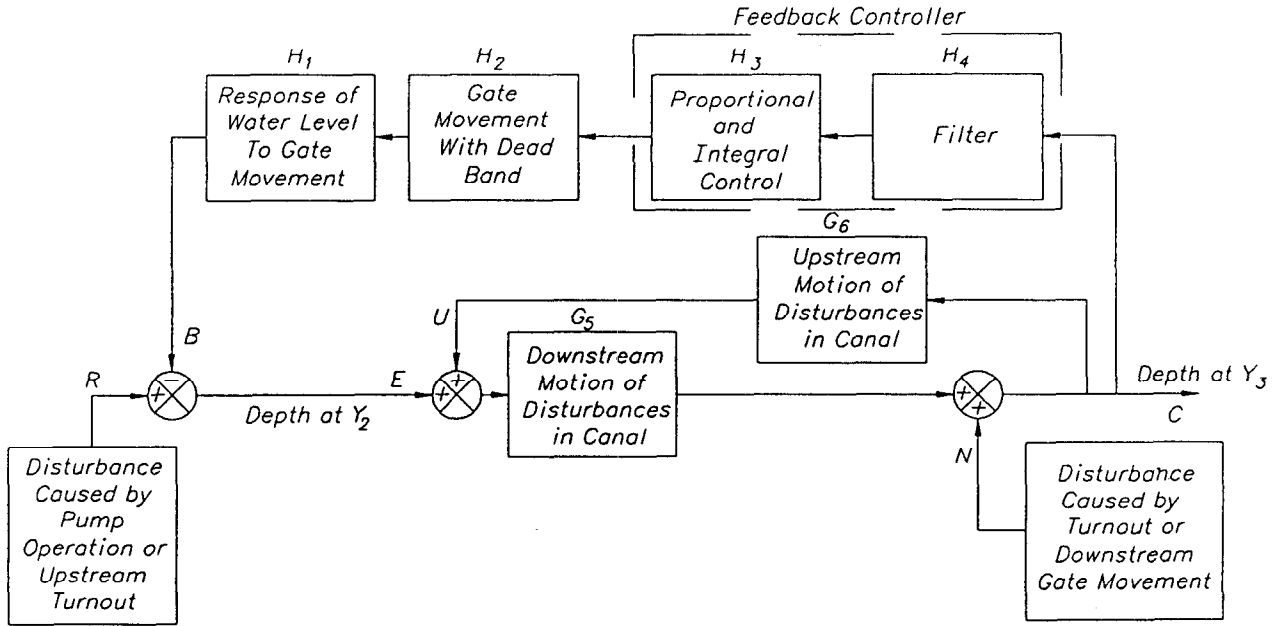 Feedback Controller
H1
H2
H3
H4
Response of
Water Level
To Gate
Movement
Gate
Movement
With Dead
Band
Proportional
and
Integral
Control
Filter
G6
Upstream
Motion of
Disturbances
in Canal
U
G5
B
Downstream
Motion of
Disturbances
in Canal
R
−
+
E
+
+
+
+
Depth at Y2
Depth at Y3
C
N
Disturbance
Caused by
Pump
Operation or
Upstream
Turnout
Disturbance
Caused by
Turnout or
Downstream
Gate Movement